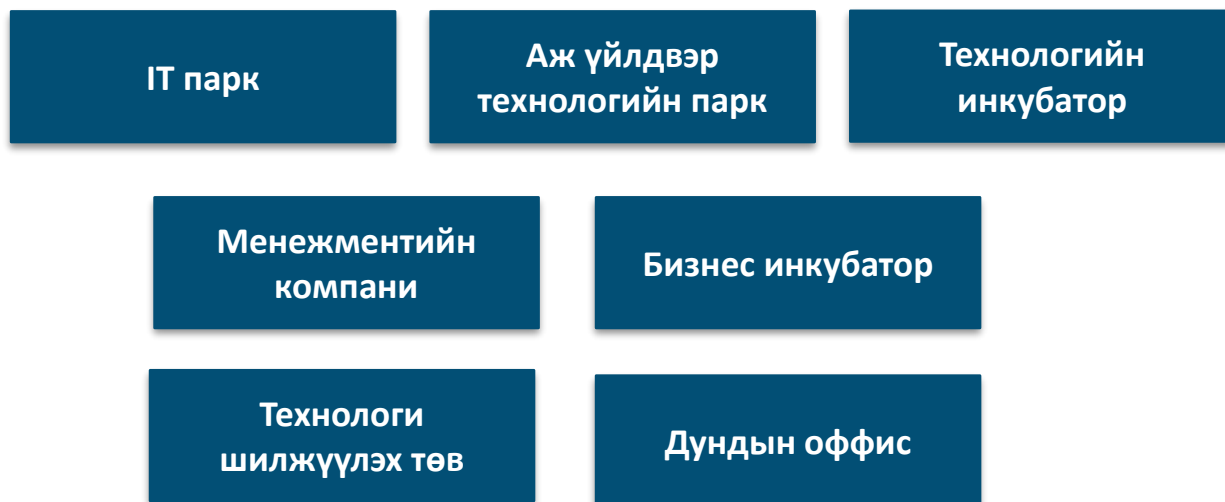 IT парк
Аж үйлдвэр
технологийн парк
Технологийн
инкубатор
Менежментийн
компани
Бизнес инкубатор
Технологи
шилжүүлэх төв
Дундын оффис